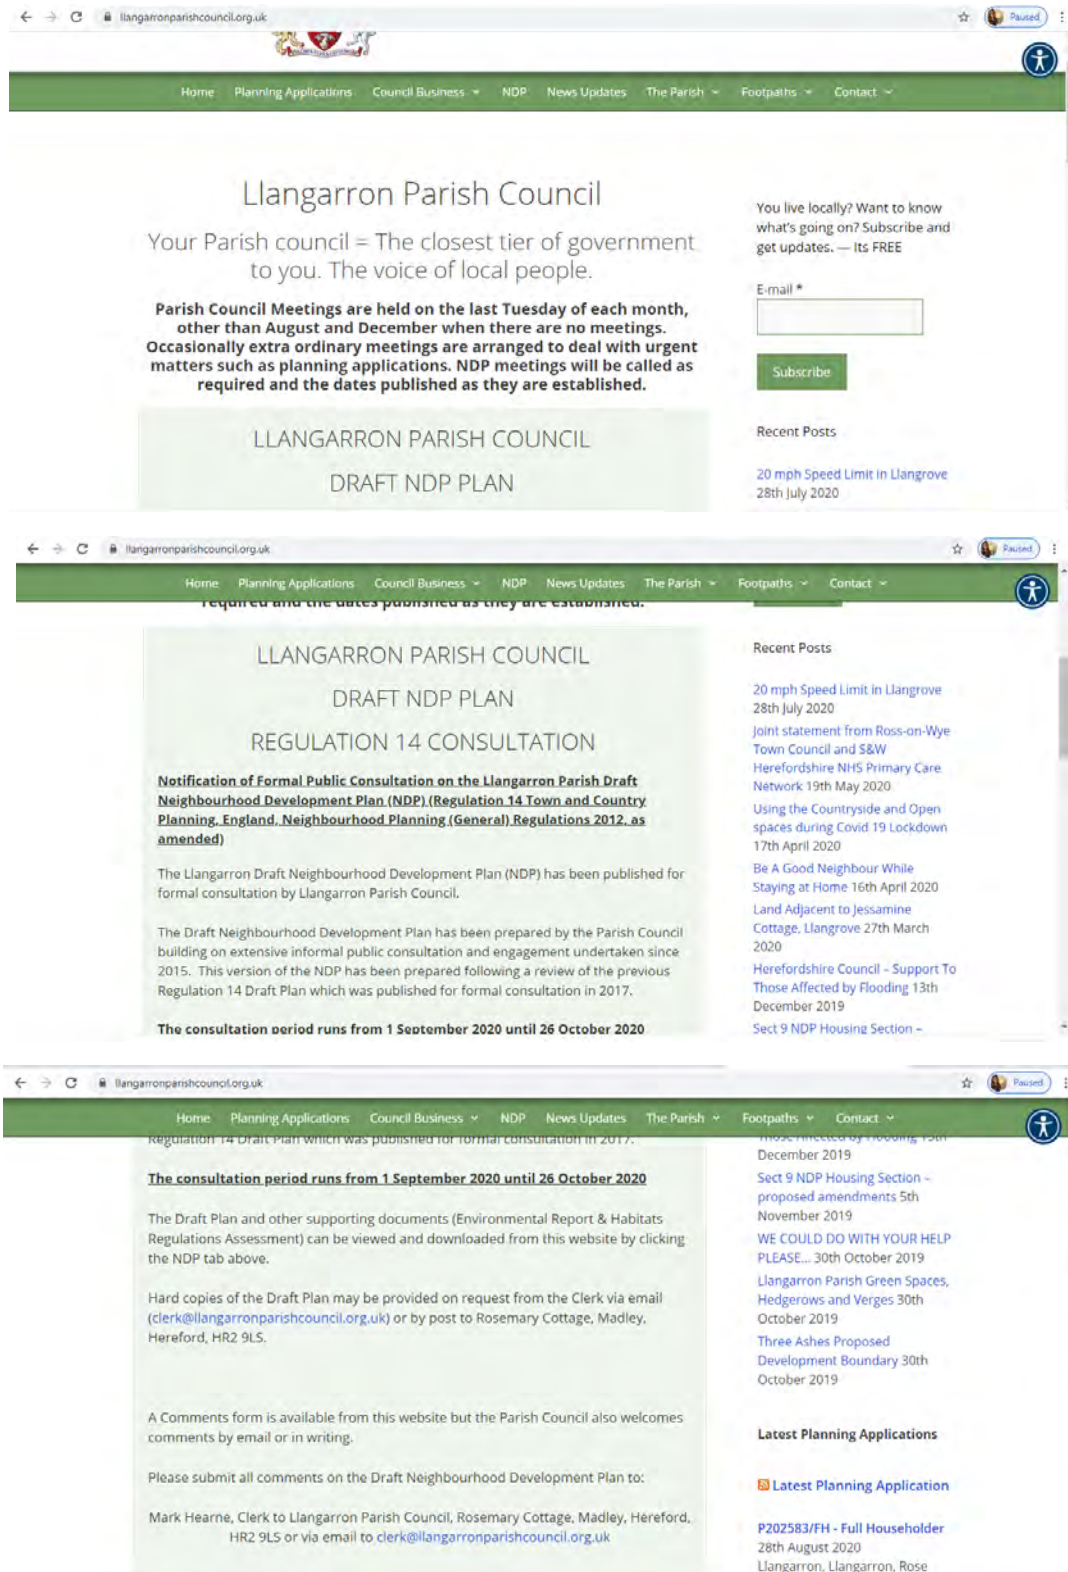 llangarronparishcouncil.org.uk
Paused
Home Planning Applications Council Business NDP News Updates The Parish Footpaths Contact
Llangarron Parish Council
Your Parish council = The closest tier of government
to you. The voice of local people.
Parish Council Meetings are held on the last Tuesday of each month,
other than August and December when there are no meetings.
Occasionally extra ordinary meetings are arranged to deal with urgent
matters such as planning applications. NDP meetings will be called as
required and the dates published as they are established.
LLANGARRON PARISH COUNCIL
DRAFT NDP PLAN
You live locally? Want to know
what's going on? Subscribe and
get updates. — Its FREE
E-mail *
Subscribe
Recent Posts
20 mph Speed Limit in Llangrove
28th July 2020
llangarronparishcouncil.org.uk
Paused
Home Planning Applications Council Business NDP News Updates The Parish Footpaths Contact
required and the dates published as they are established.
LLANGARRON PARISH COUNCIL
DRAFT NDP PLAN
REGULATION 14 CONSULTATION
Notification of Formal Public Consultation on the Llangarron Parish Draft
Neighbourhood Development Plan (NDP) (Regulation 14 Town and Country
Planning, England, Neighbourhood Planning (General) Regulations 2012, as
amended)
The Llangarron Draft Neighbourhood Development Plan (NDP) has been published for
formal consultation by Llangarron Parish Council.
The Draft Neighbourhood Development Plan has been prepared by the Parish Council
building on extensive informal public consultation and engagement undertaken since
2015. This version of the NDP has been prepared following a review of the previous
Regulation 14 Draft Plan which was published for formal consultation in 2017.
The consultation period runs from 1 September 2020 until 26 October 2020
Recent Posts
20 mph Speed Limit in Llangrove
28th July 2020
Joint statement from Ross-on-Wye
Town Council and S&W
Herefordshire NHS Primary Care
Network 19th May 2020
Using the Countryside and Open
spaces during Covid 19 Lockdown
17th April 2020
Be A Good Neighbour While
Staying at Home 16th April 2020
Land Adjacent to Jessamine
Cottage, Llangrove 27th March
2020
Herefordshire Council – Support To
Those Affected by Flooding 13th
December 2019
Sect 9 NDP Housing Section –
llangarronparishcouncil.org.uk
Paused
Home Planning Applications Council Business NDP News Updates The Parish Footpaths Contact
Regulation 14 Draft Plan which was published for formal consultation in 2017.
The consultation period runs from 1 September 2020 until 26 October 2020
The Draft Plan and other supporting documents (Environmental Report & Habitats
Regulations Assessment) can be viewed and downloaded from this website by clicking
the NDP tab above.
Hard copies of the Draft Plan may be provided on request from the Clerk via email
(clerk@llangarronparishcouncil.org.uk) or by post to Rosemary Cottage, Madley,
Hereford, HR2 9LS.
A Comments form is available from this website but the Parish Council also welcomes
comments by email or in writing.
Please submit all comments on the Draft Neighbourhood Development Plan to:
Mark Hearne, Clerk to Llangarron Parish Council, Rosemary Cottage, Madley, Hereford,
HR2 9LS or via email to clerk@llangarronparishcouncil.org.uk
Those Affected by Flooding 13th
December 2019
Sect 9 NDP Housing Section –
proposed amendments 5th
November 2019
WE COULD DO WITH YOUR HELP
PLEASE… 30th October 2019
Llangarron Parish Green Spaces,
Hedgerows and Verges 30th
October 2019
Three Ashes Proposed
Development Boundary 30th
October 2019
Latest Planning Applications
Latest Planning Application
P202583/FH - Full Householder
28th August 2020
Llangarron, Llangarron, Rose